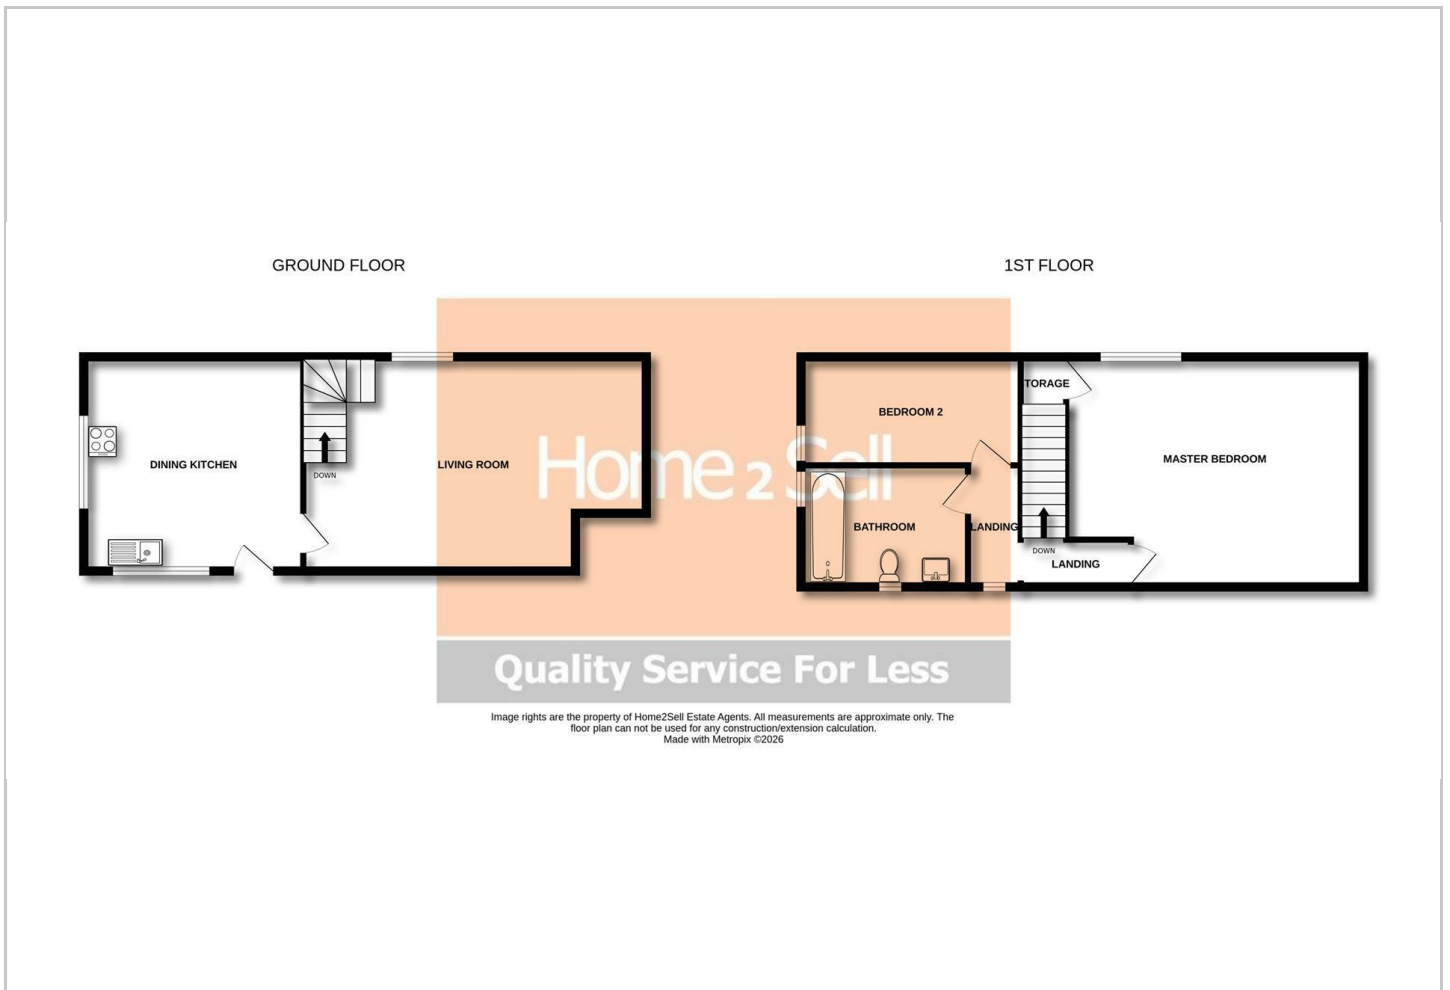 GROUND FLOOR
1ST FLOOR
DINING KITCHEN
DOWN
LIVING ROOM
BEDROOM 2
TORAGE
MASTER BEDROOM
BATHROOM
LANDING
DOWN
LANDING
Home2Sell
Quality Service For Less
Image rights are the property of Home2Sell Estate Agents. All measurements are approximate only. The
floor plan can not be used for any construction/extension calculation.
Made with Metropix ©2026